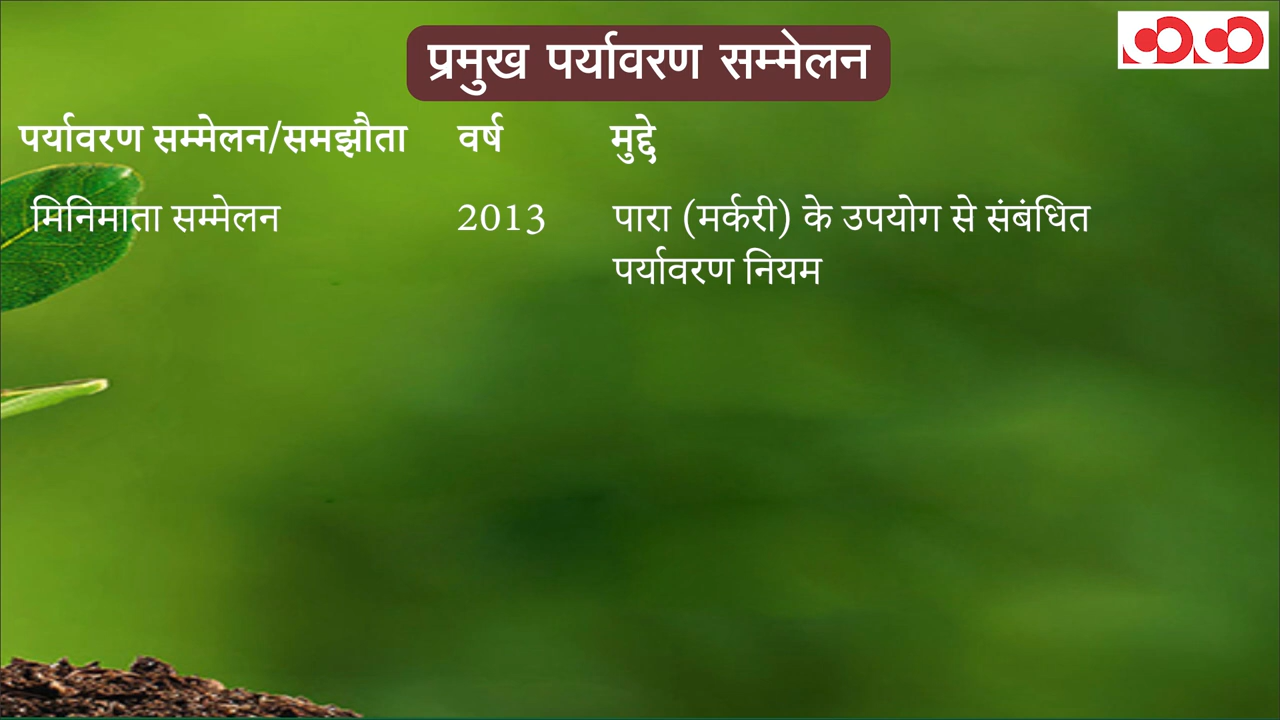 प्रमुख पर्यावरण सम्मेलन
पर्यावरण सम्मेलन/समझौता वर्ष मुद्दे
मिनिमाता सम्मेलन 2013 पारा (मर्करी) के उपयोग से संबंधित
पर्यावरण नियम